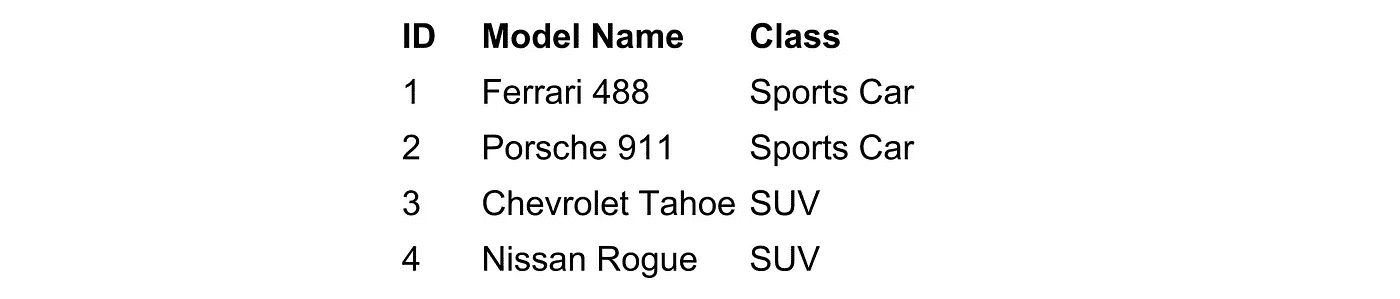 ID Model Name Class
1 Ferrari 488 Sports Car
2 Porsche 911 Sports Car
3 Chevrolet Tahoe SUV
4 Nissan Rogue SUV